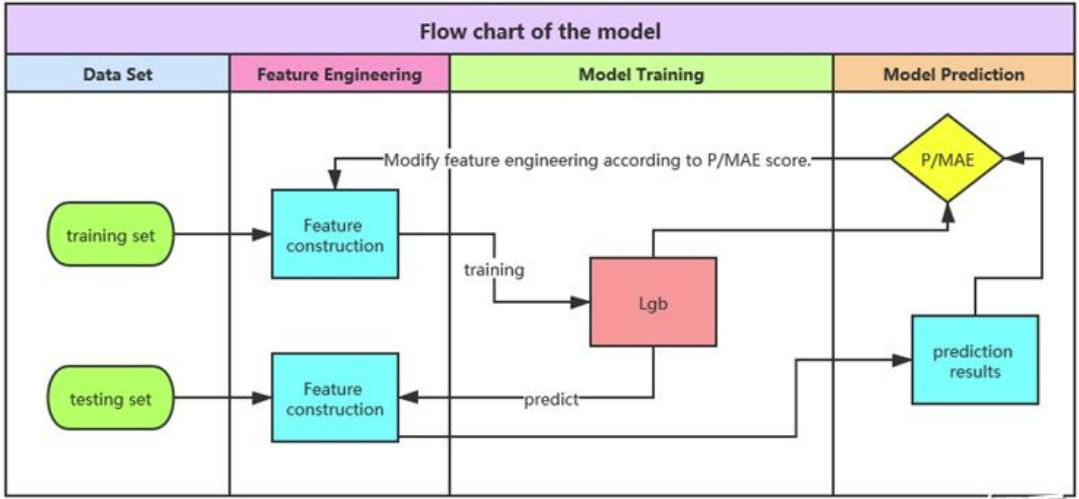 Flow chart of the model
Data Set
Feature Engineering
Model Training
Model Prediction
Modify feature engineering according to P/MAE score.
P/MAE
training set
Feature
construction
training
Lgb
prediction
results
testing set
Feature
construction
predict